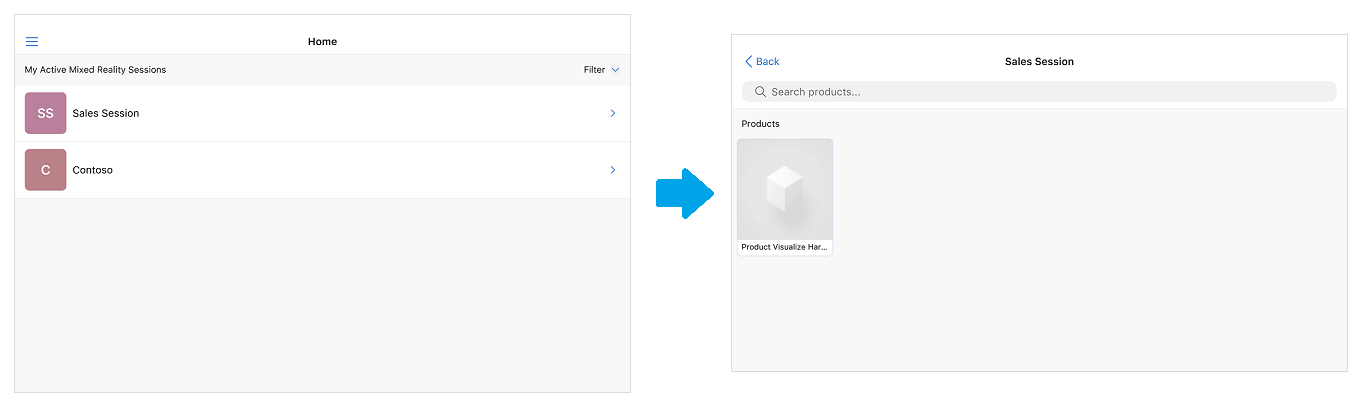 Home
My Active Mixed Reality Sessions Filter
SS Sales Session
C Contoso
Back Sales Session
Search products...
Products
Product Visualize Har...